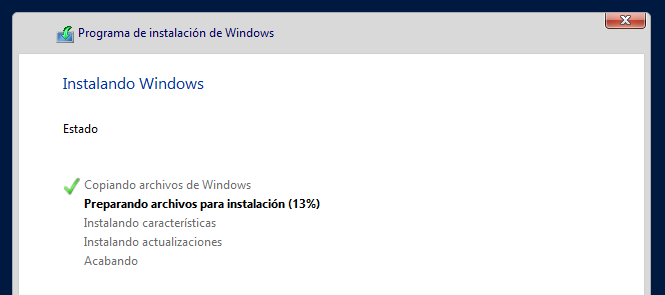 Programa de instalación de Windows
Instalando Windows
Estado
Copiando archivos de Windows
Preparando archivos para instalación (13%)
Instalando características
Instalando actualizaciones
Acabando